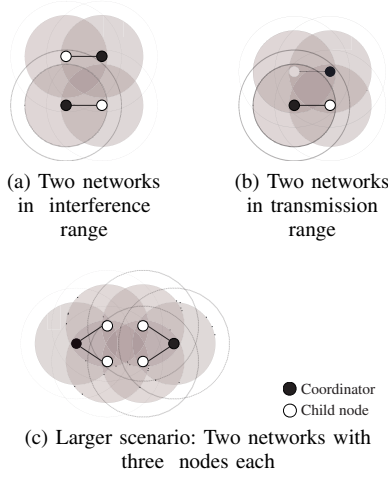 (a) Two networks
in interference
range
(b) Two networks
in transmission
range
Coordinator
Child node
(c) Larger scenario: Two networks with
three nodes each